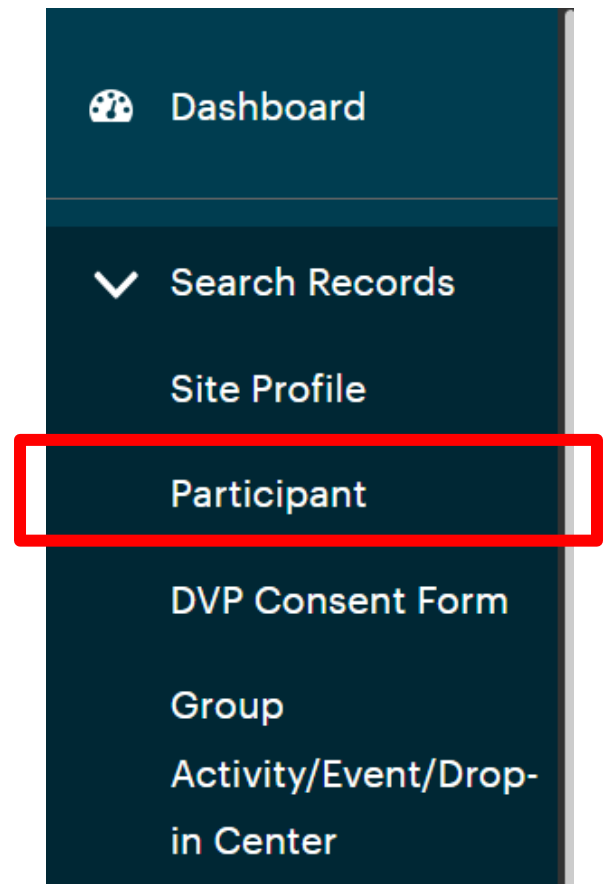 Dashboard
Search Records
Site Profile
Participant
DVP Consent Form
Group
Activity/Event/Drop-
in Center